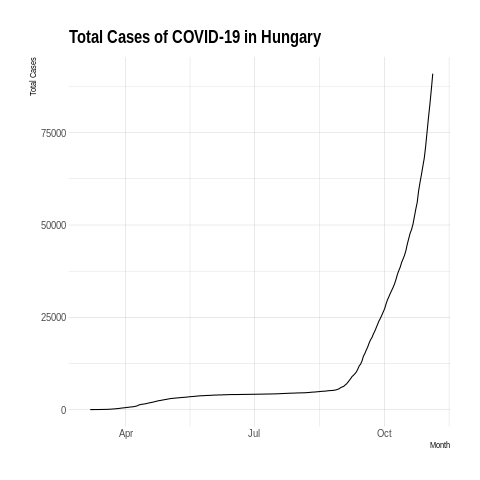 Total Cases of COVID-19 in Hungary
Total Cases
75000
50000
25000
0
Apr Jul Oct
Month